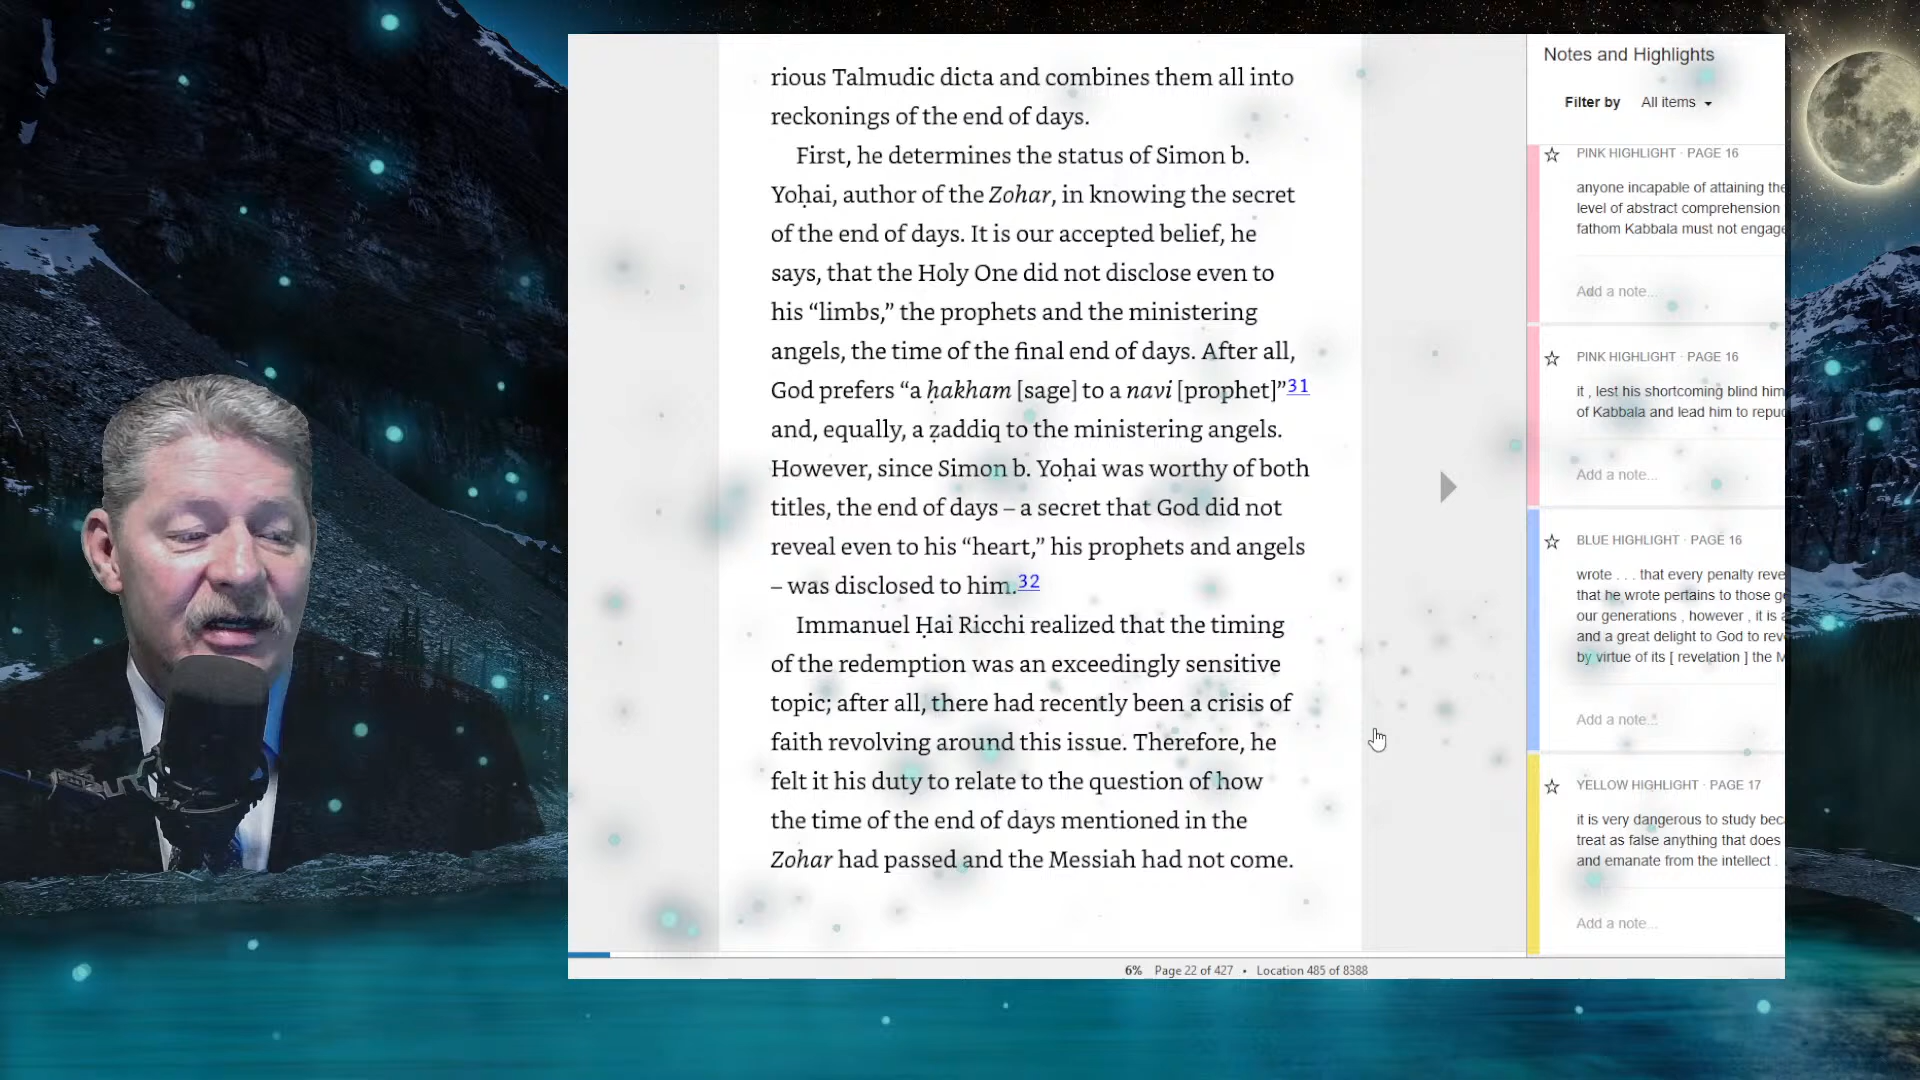 rious Talmudic dicta and combines them all into
reckonings of the end of days.
First, he determines the status of Simon b.
Yoḥai, author of the Zohar, in knowing the secret
of the end of days. It is our accepted belief, he
says, that the Holy One did not disclose even to
his “limbs,” the prophets and the ministering
angels, the time of the final end of days. After all,
God prefers “a ḥakham [sage] to a navi [prophet]”31
and, equally, a ẓaddiq to the ministering angels.
However, since Simon b. Yoḥai was worthy of both
titles, the end of days – a secret that God did not
reveal even to his “heart,” his prophets and angels
– was disclosed to him.32
Immanuel Ḥai Ricchi realized that the timing
of the redemption was an exceedingly sensitive
topic; after all, there had recently been a crisis of
faith revolving around this issue. Therefore, he
felt it his duty to relate to the question of how
the time of the end of days mentioned in the
Zohar had passed and the Messiah had not come.
6% Page 22 of 427 • Location 485 of 8388
Notes and Highlights
Filter by All items
PINK HIGHLIGHT · PAGE 16
anyone incapable of attaining the
level of abstract comprehension
fathom Kabbala must not engage
Add a note...
PINK HIGHLIGHT · PAGE 16
it , lest his shortcoming blind him
of Kabbala and lead him to repu
Add a note...
BLUE HIGHLIGHT · PAGE 16
wrote . . . that every penalty reve
that he wrote pertains to those g
our generations , however , it is a
and a great delight to God to rev
by virtue of its [ revelation ] the M
Add a note...
YELLOW HIGHLIGHT · PAGE 17
it is very dangerous to study bec
treat as false anything that does
and emanate from the intellect .
Add a note...